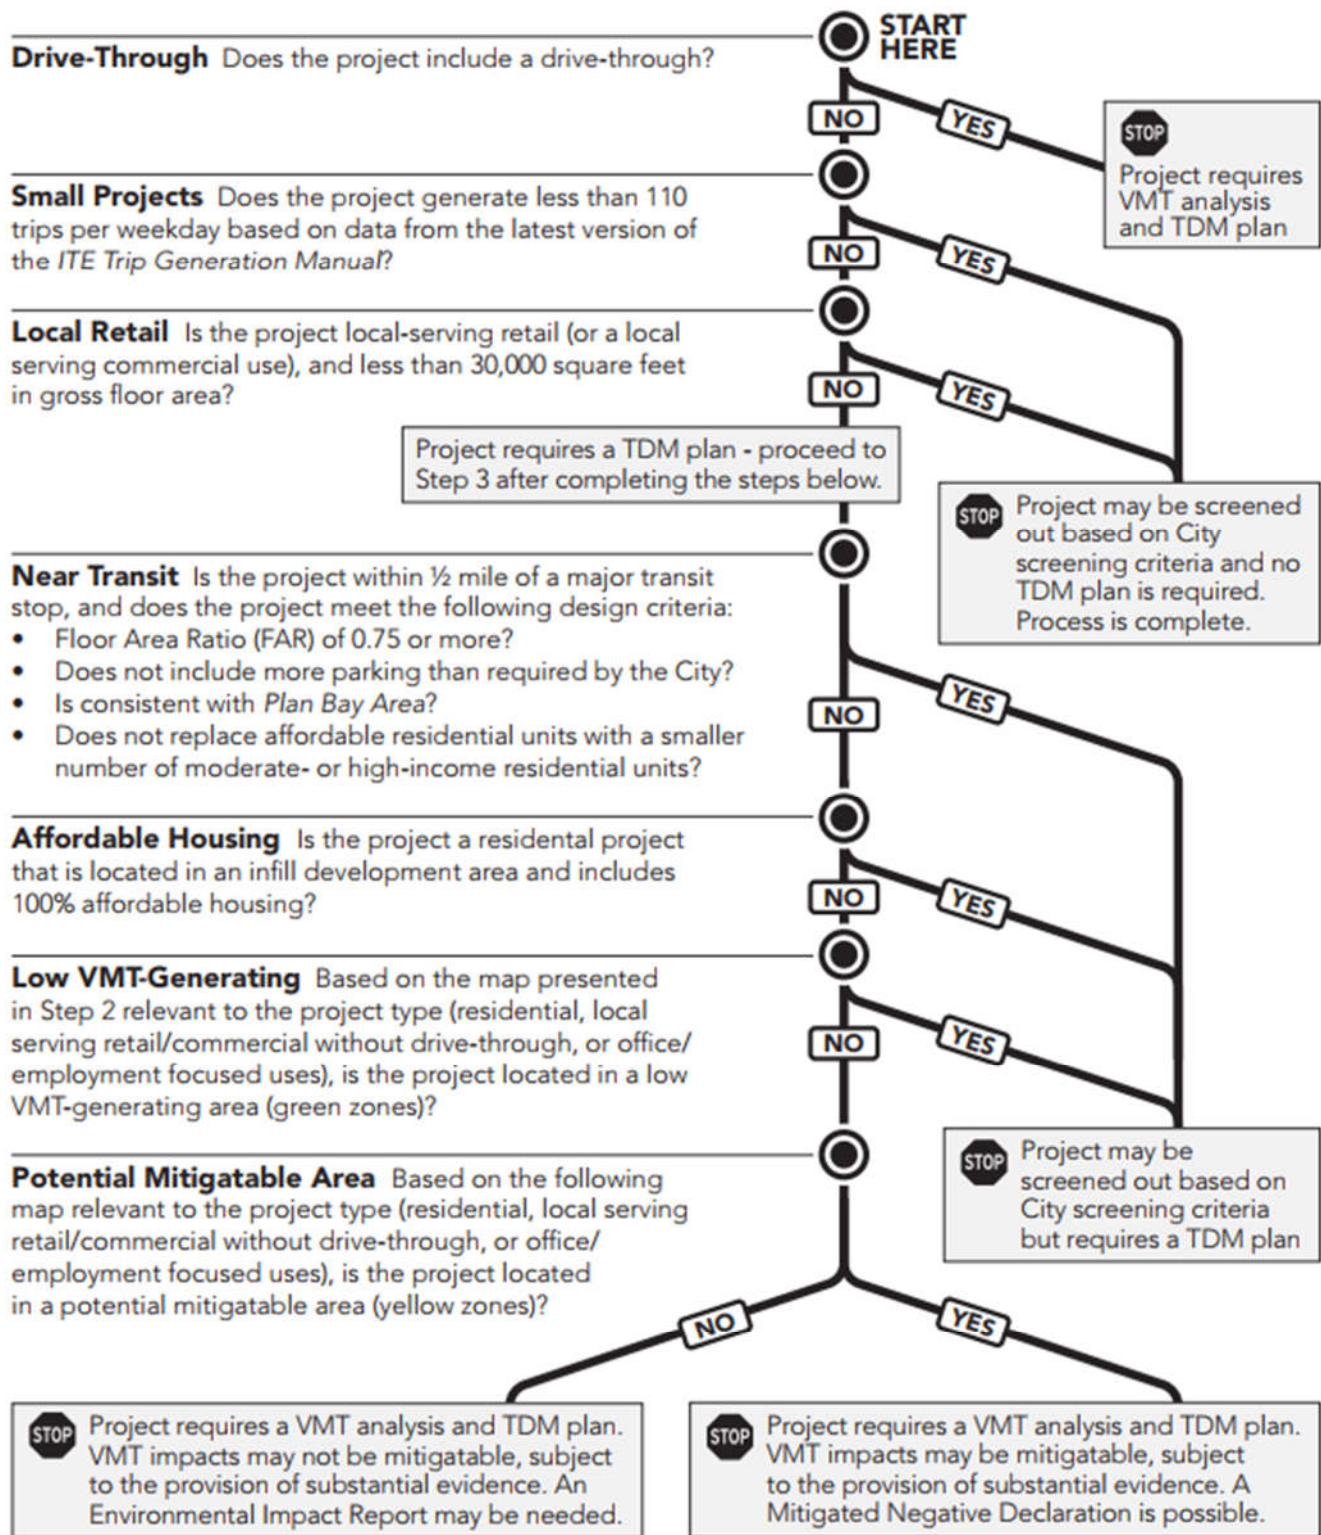 START
HERE
Drive-Through Does the project include a drive-through?
NO
YES
STOP
Project requires
VMT analysis
and TDM plan
Small Projects Does the project generate less than 110
trips per weekday based on data from the latest version of
the ITE Trip Generation Manual?
NO
YES
Local Retail Is the project local-serving retail (or a local
serving commercial use), and less than 30,000 square feet
in gross floor area?
NO
YES
Project requires a TDM plan - proceed to
Step 3 after completing the steps below.
STOP
Project may be screened
out based on City
screening criteria and no
TDM plan is required.
Process is complete.
Near Transit Is the project within ½ mile of a major transit
stop, and does the project meet the following design criteria:
• Floor Area Ratio (FAR) of 0.75 or more?
• Does not include more parking than required by the City?
• Is consistent with Plan Bay Area?
• Does not replace affordable residential units with a smaller
number of moderate- or high-income residential units?
NO
YES
Affordable Housing Is the project a residental project
that is located in an infill development area and includes
100% affordable housing?
NO
YES
Low VMT-Generating Based on the map presented
in Step 2 relevant to the project type (residential, local
serving retail/commercial without drive-through, or office/
employment focused uses), is the project located in a low
VMT-generating area (green zones)?
NO
YES
STOP
Project may be
screened out based on
City screening criteria
but requires a TDM plan
Potential Mitigatable Area Based on the following
map relevant to the project type (residential, local serving
retail/commercial without drive-through, or office/
employment focused uses), is the project located
in a potential mitigatable area (yellow zones)?
NO
YES
STOP
Project requires a VMT analysis and TDM plan.
VMT impacts may not be mitigatable, subject
to the provision of substantial evidence. An
Environmental Impact Report may be needed.
STOP
Project requires a VMT analysis and TDM plan.
VMT impacts may be mitigatable, subject
to the provision of substantial evidence. A
Mitigated Negative Declaration is possible.